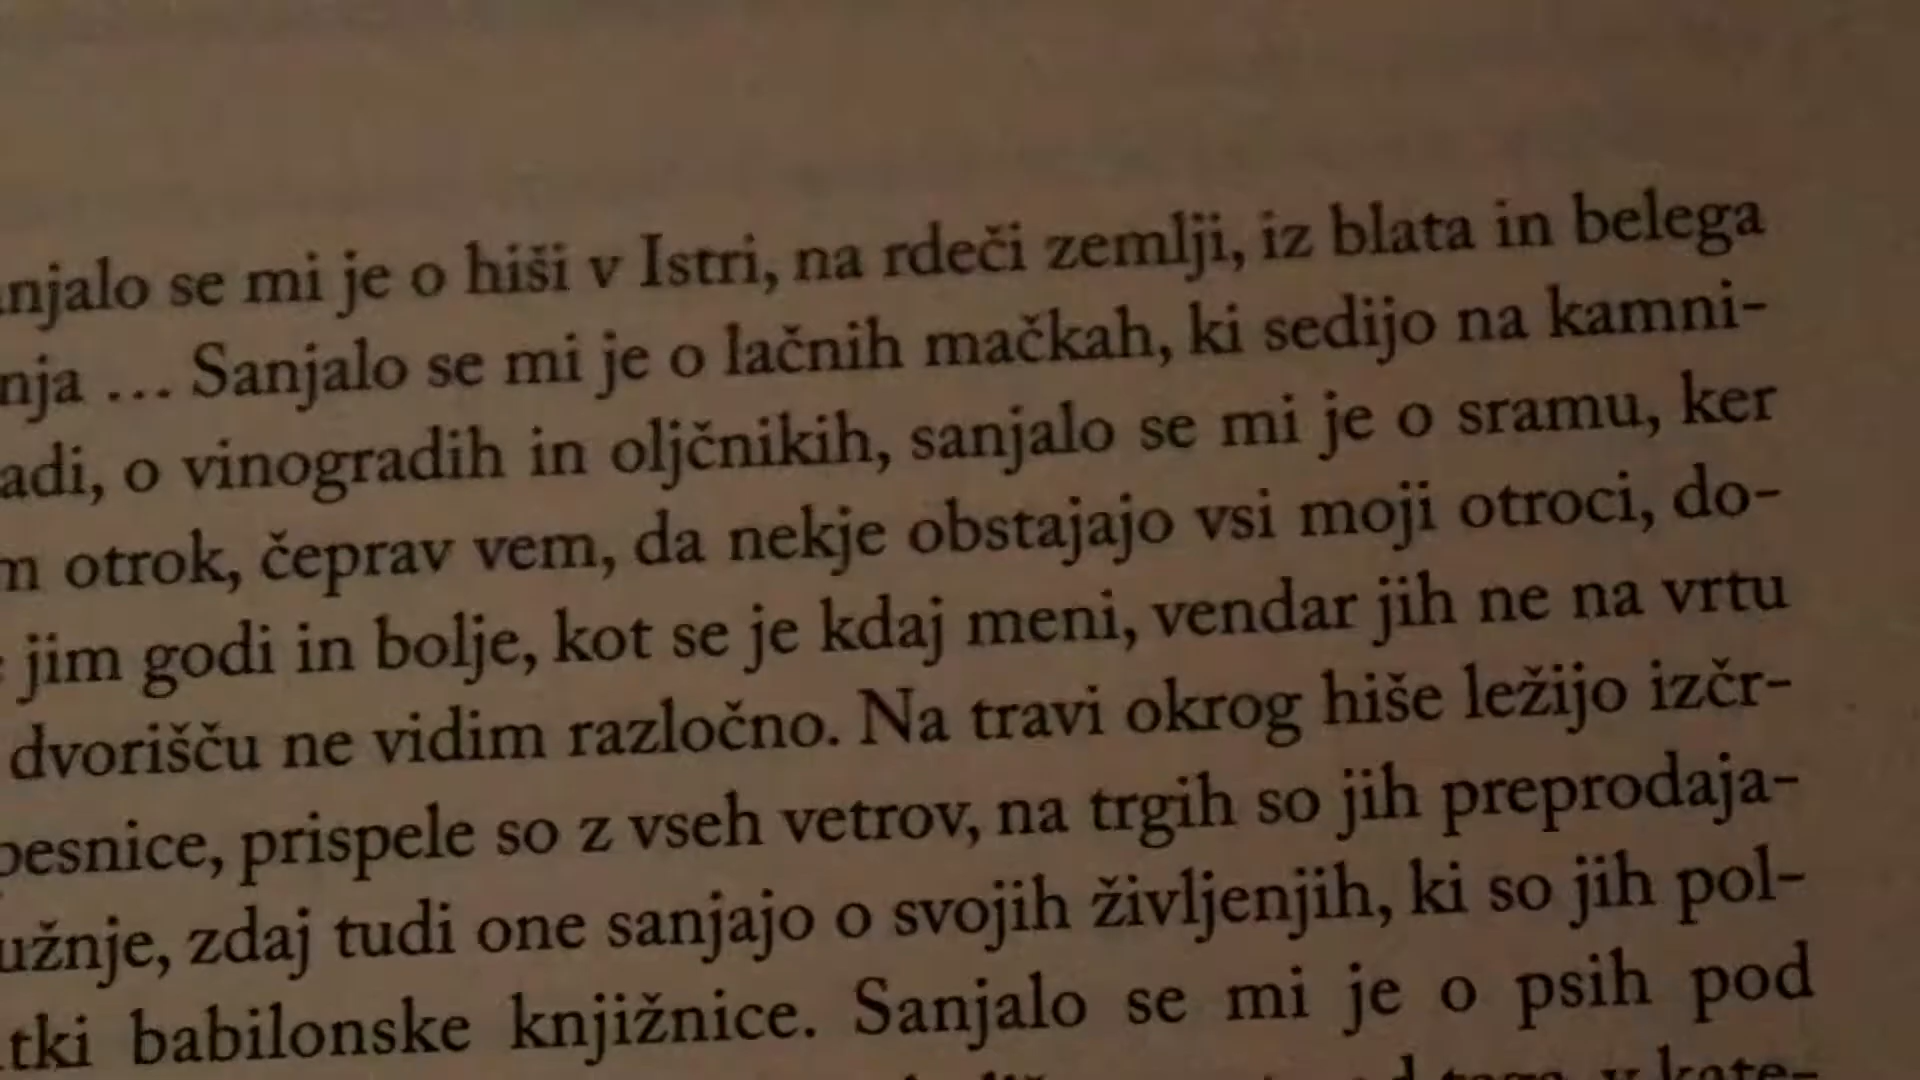 njalo se mi je o hiši v Istri, na rdeči zemlji, iz blata in belega
nja ... Sanjalo se mi je o lačnih mačkah, ki sedijo na kamni-
adi, o vinogradih in oljčnikih, sanjalo se mi je o sramu, ker
m otrok, čeprav vem, da nekje obstajajo vsi moji otroci, do-
jim godi in bolje, kot se je kdaj meni, vendar jih ne na vrtu
dvorišču ne vidim razločno. Na travi okrog hiše ležijo izčr-
pesnice, prispele so z vseh vetrov, na trgih so jih preprodaja-
užnje, zdaj tudi one sanjajo o svojih življenjih, ki so jih pol-
tki babilonske knjižnice. Sanjalo se mi je o psih pod